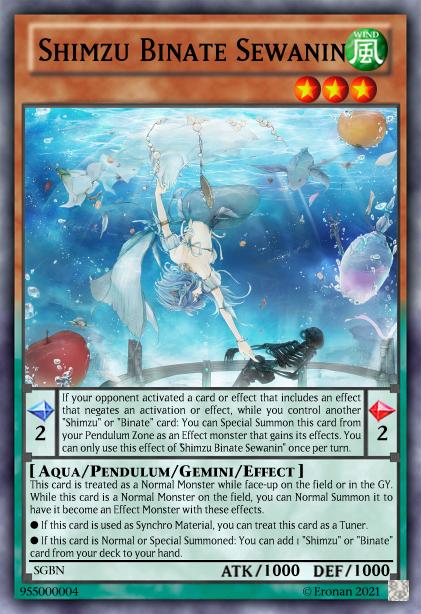 SHIMZU BINATE SEWANIN
WIND
風
If your opponent activated a card or effect that includes an effect
that negates an activation or effect, while you control another
"Shimzu" or "Binate" card: You can Special Summon this card from
your Pendulum Zone as an Effect monster that gains its effects. You
can only use this effect of Shimzu Binate Sewanin" once per turn.
2
2
[ AQUA/PENDULUM/GEMINI/EFFECT ]
This card is treated as a Normal Monster while face-up on the field or in the GY.
While this card is a Normal Monster on the field, you can Normal Summon it to
have it become an Effect Monster with these effects.
● If this card is used as Synchro Material, you can treat this card as a Tuner.
● If this card is Normal or Special Summoned: You can add 1 "Shimzu" or "Binate"
card from your deck to your hand.
SGBN
ATK/1000 DEF/1000
955000004
© Eronan 2021